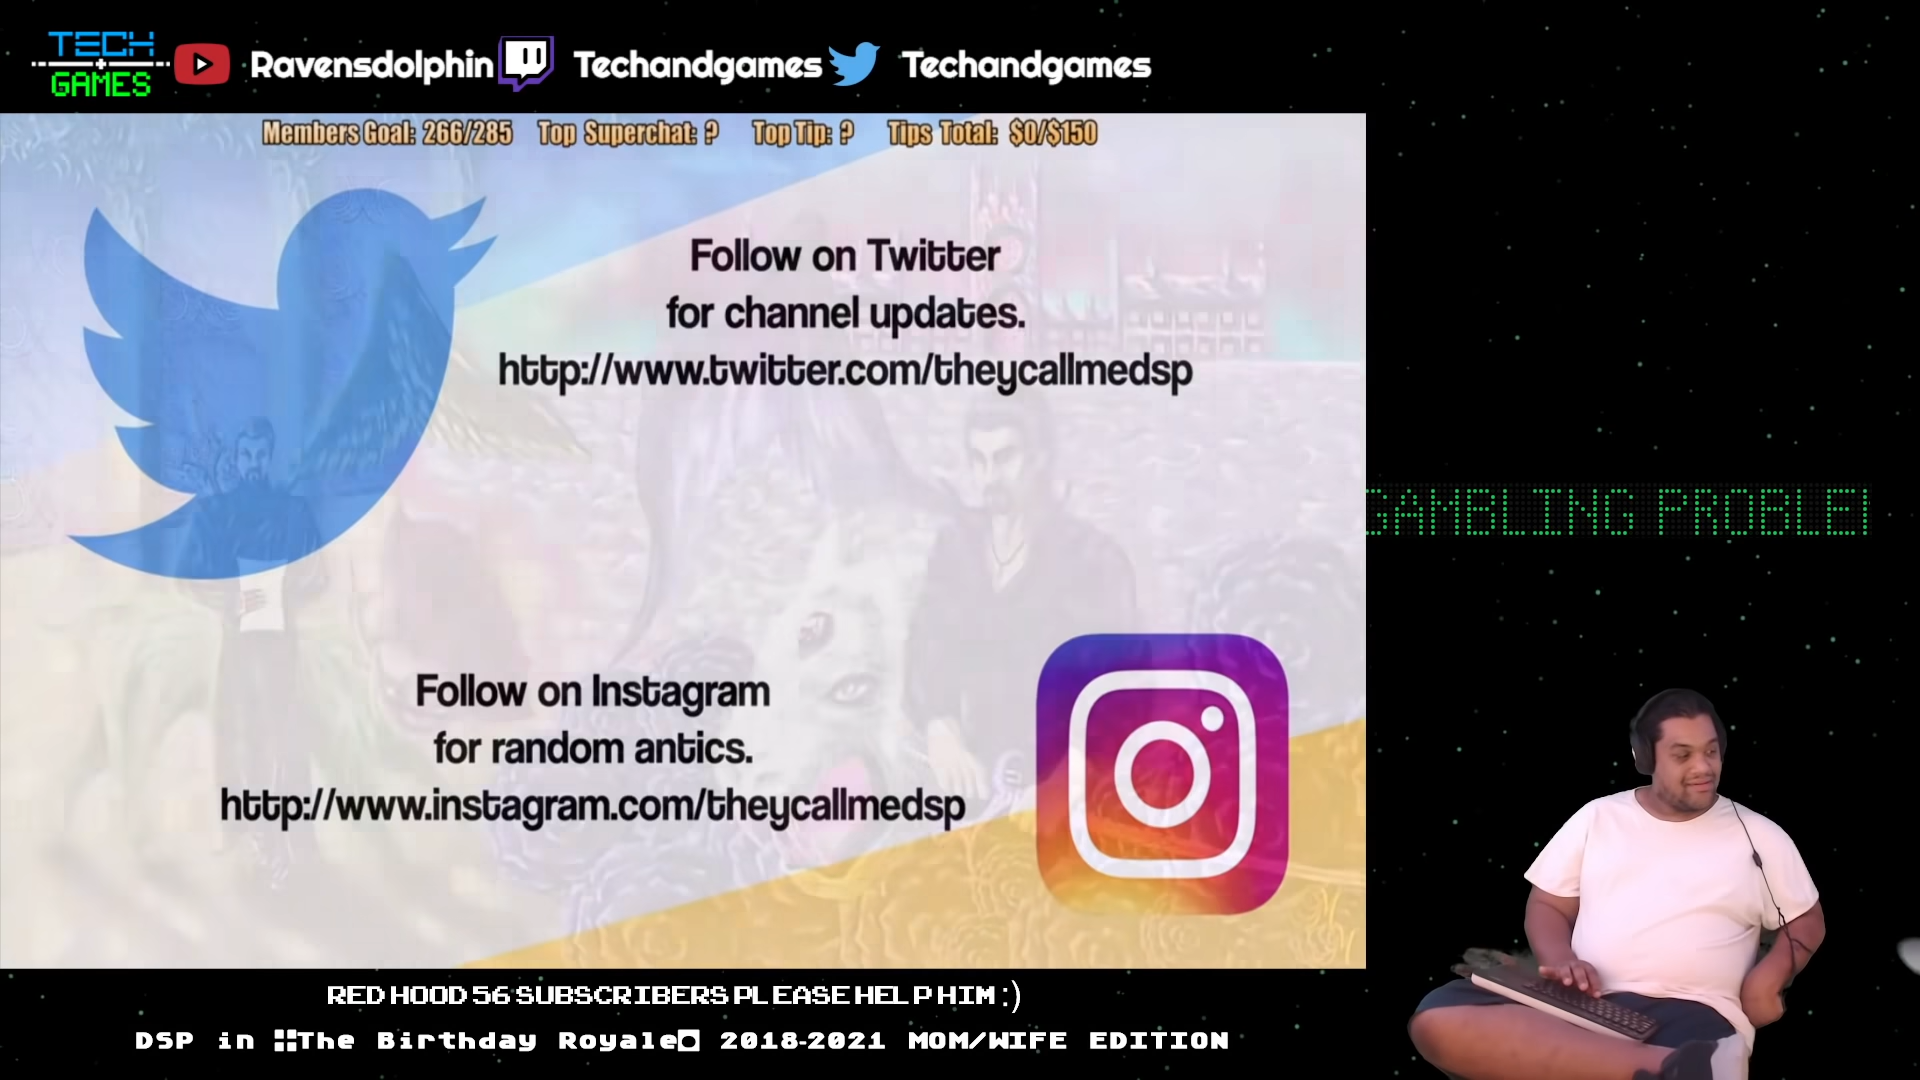 TECH
GAMES
Ravensdolphin Techandgames Techandgames
Members Goal: 266/285 Top Superchat: ? Top Tip: ? Tips Total: $0/$150
Follow on Twitter
for channel updates.
http://www.twitter.com/theycallmedsp
GAMBLING PROBLE
Follow on Instagram
for random antics.
http://www.instagram.com/theycallmedsp
RED HOOD 56 SUBSCRIBERS PLEASE HELP HIM :)
DSP in The Birthday Royale 2018-2021 MOM/WIFE EDITION